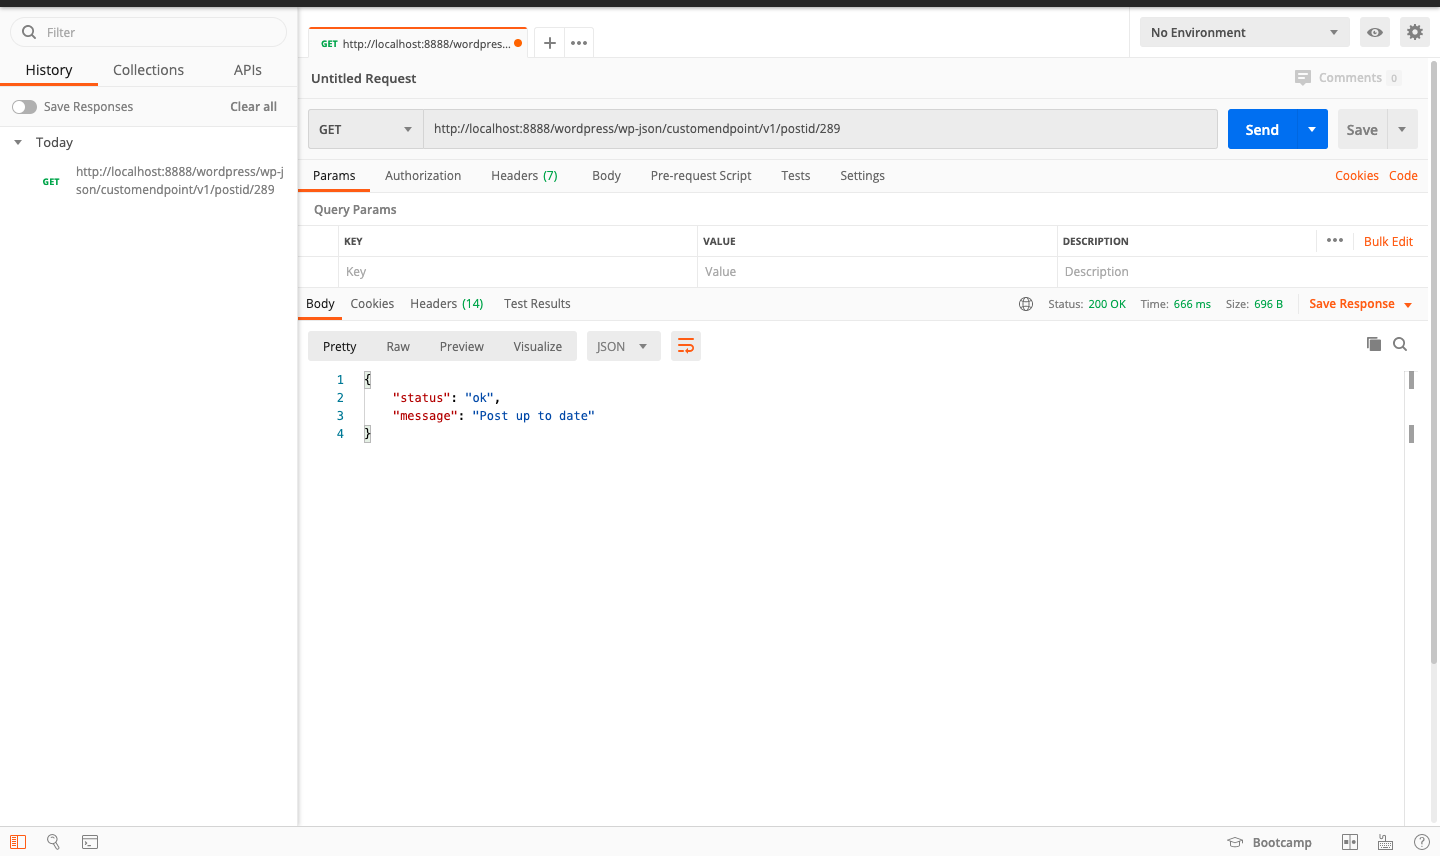 Filter
History Collections APIs
Save Responses Clear all
Today
GET http://localhost:8888/wordpress/wp-j
son/customendpoint/v1/postid/289
GET http://localhost:8888/wordpres...
No Environment
Untitled Request
Comments 0
GET http://localhost:8888/wordpress/wp-json/customendpoint/v1/postid/289 Send Save
Params Authorization Headers (7) Body Pre-request Script Tests Settings Cookies Code
Query Params
KEY VALUE DESCRIPTION ••• Bulk Edit
Key Value Description
Body Cookies Headers (14) Test Results Status: 200 OK Time: 666 ms Size: 696 B Save Response
Pretty Raw Preview Visualize JSON
1 {
2 "status": "ok",
3 "message": "Post up to date"
4 }
Bootcamp